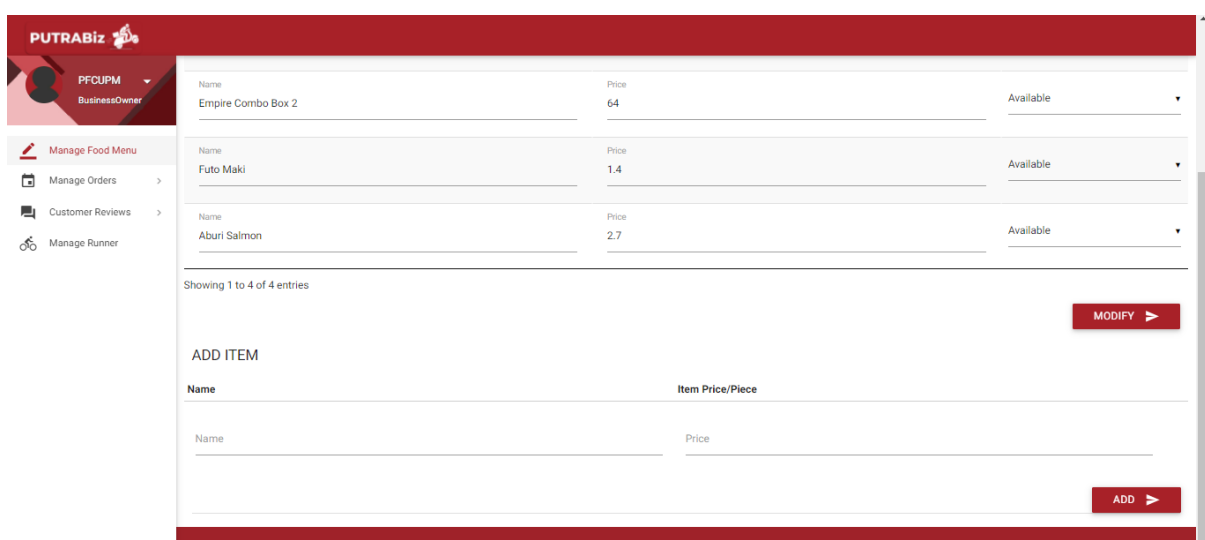 PUTRABiz
PFCUPM
BusinessOwner
Manage Food Menu
Manage Orders
Customer Reviews
Manage Runner
Name Price
Empire Combo Box 2 64 Available
Name Price
Futo Maki 1.4 Available
Name Price
Aburi Salmon 2.7 Available
Showing 1 to 4 of 4 entries
MODIFY
ADD ITEM
Name Item Price/Piece
Name Price
ADD